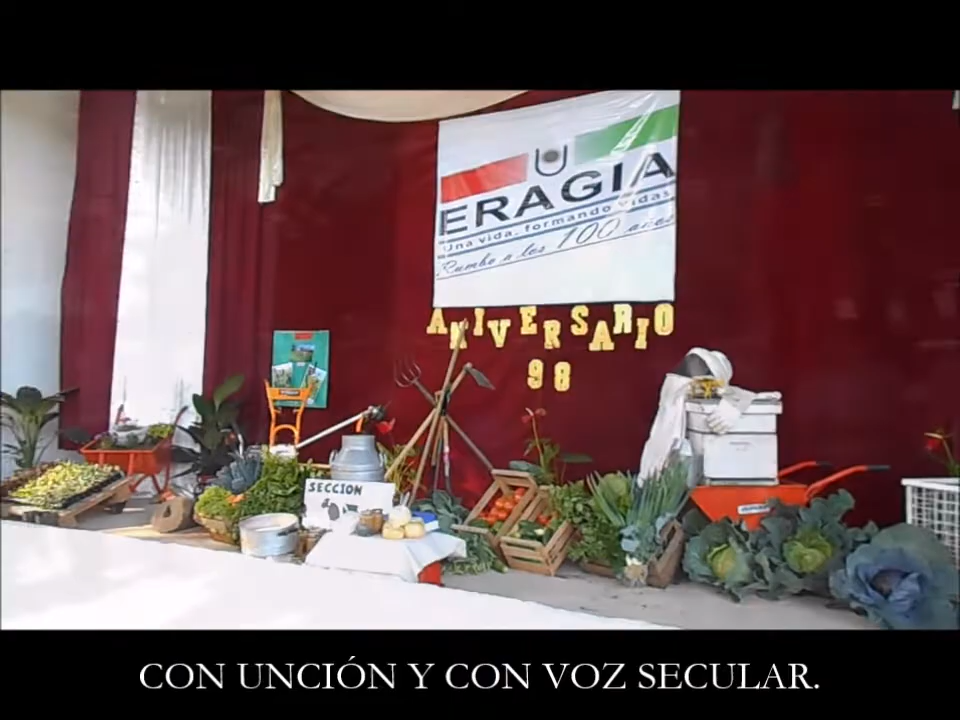 ERAGIA
Una vida, formando vidas
Rumbo a los 100 años
ANIVERSARIO
98
SECCION
CON UNCIÓN Y CON VOZ SECULAR.